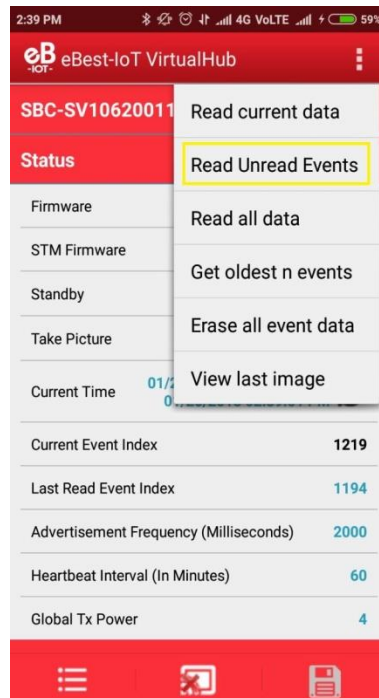 2:39 PM 4G VoLTE 59%
eB -IOT- eBest-IoT VirtualHub
SBC-SV10620011
Read current data
Status
Read Unread Events
Firmware
Read all data
STM Firmware
Get oldest n events
Standby
Erase all event data
Take Picture
View last image
Current Time
Current Event Index 1219
Last Read Event Index 1194
Advertisement Frequency (Milliseconds) 2000
Heartbeat Interval (In Minutes) 60
Global Tx Power 4